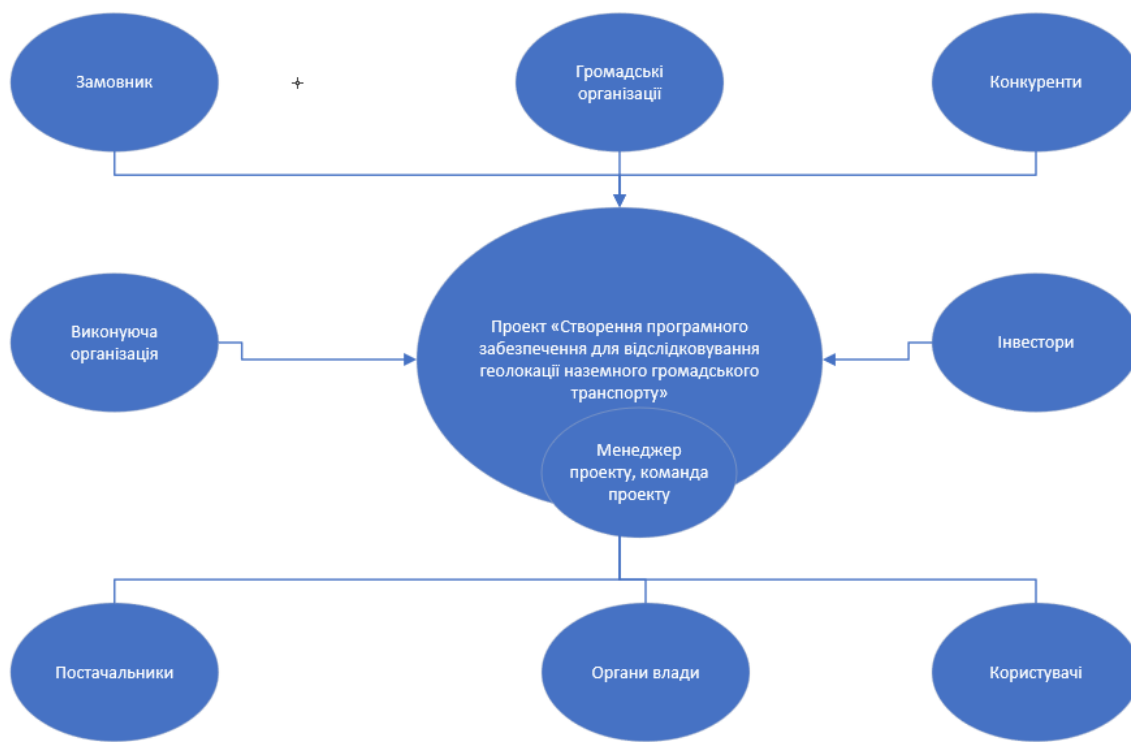 Замовник
Громадські
організації
Конкуренти
Виконуюча
організація
Проект «Створення програмного
забезпечення для відслідковування
геолокації наземного громадського
транспорту»
Інвестори
Менеджер
проекту, команда
проекту
Постачальники
Органи влади
Користувачі